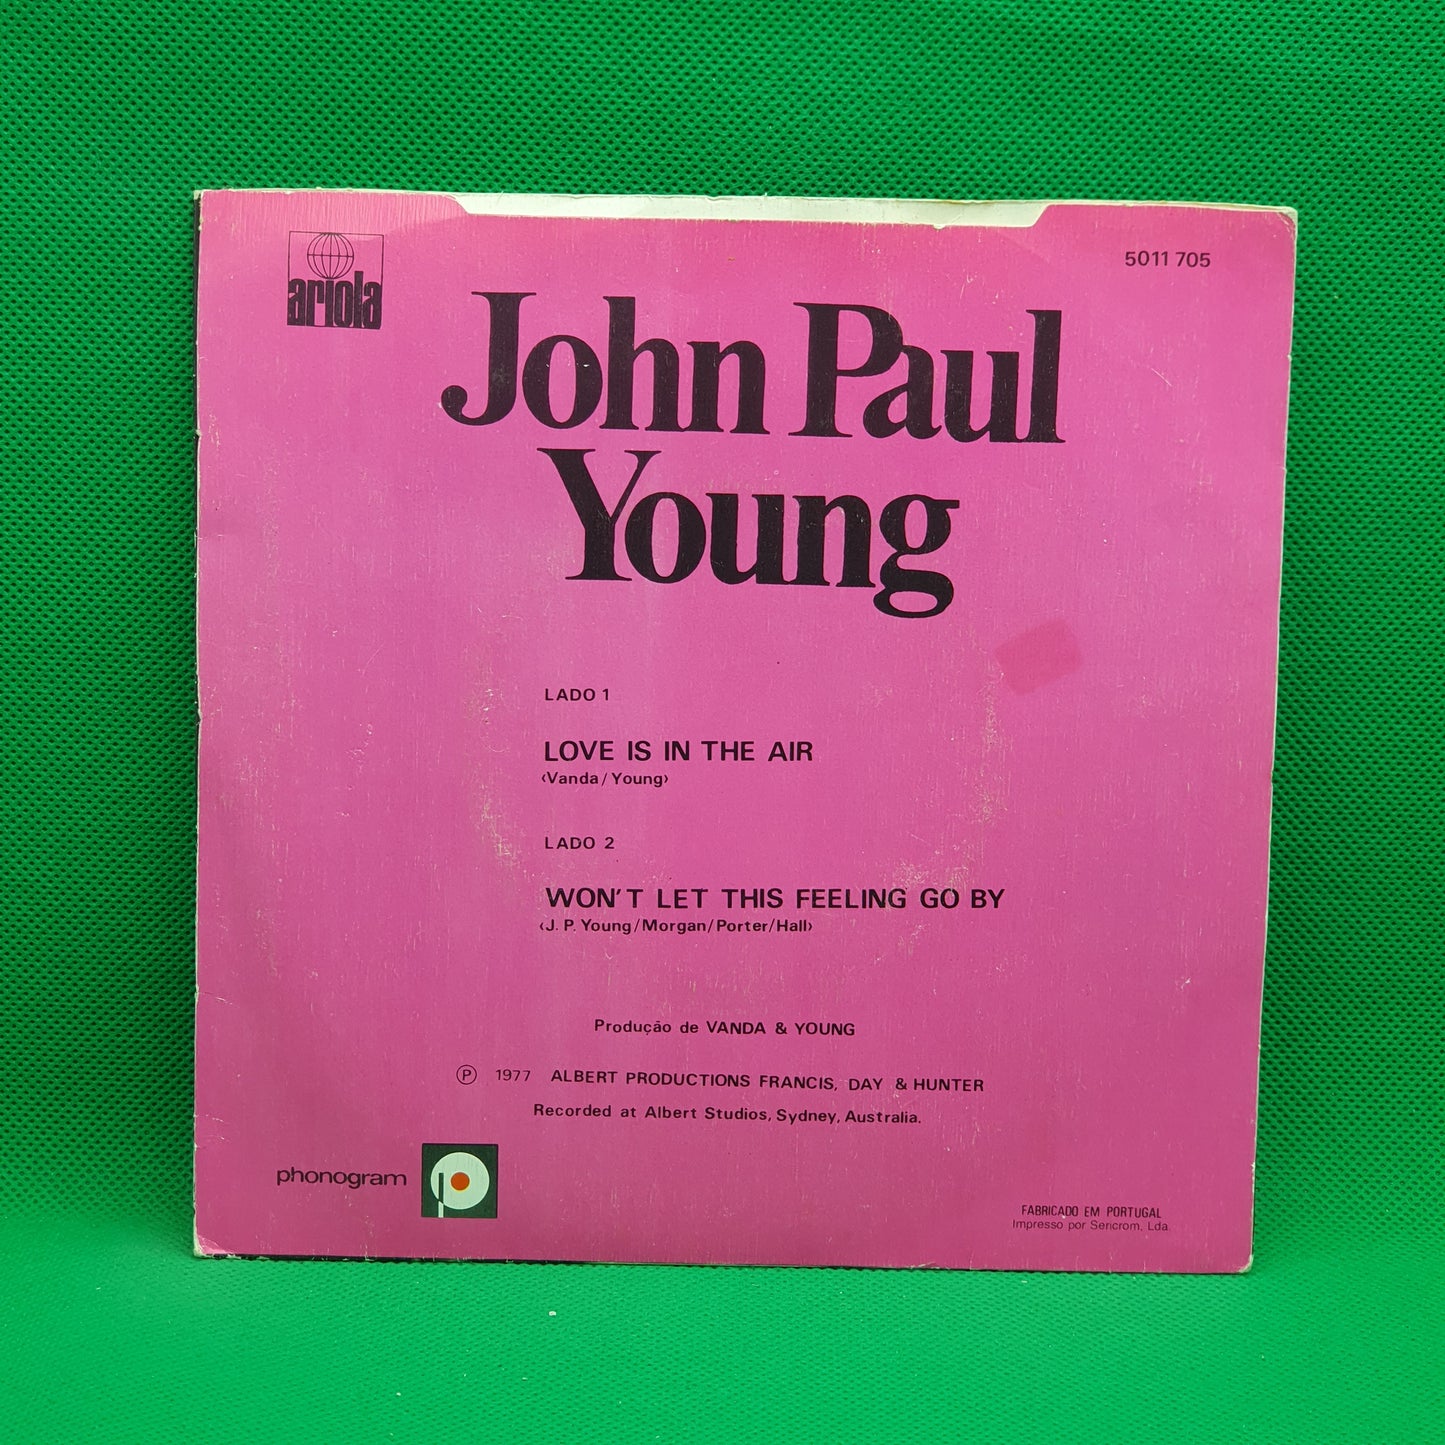 ariola
5011 705
John Paul
Young
LADO 1
LOVE IS IN THE AIR
‹Vanda / Young›
LADO 2
WON'T LET THIS FEELING GO BY
‹J. P. Young/Morgan/Porter/Hall›
Produção de VANDA & YOUNG
Ⓟ 1977 ALBERT PRODUCTIONS FRANCIS, DAY & HUNTER
Recorded at Albert Studios, Sydney, Australia.
phonogram
FABRICADO EM PORTUGAL
Impresso por Sericrom, Lda.